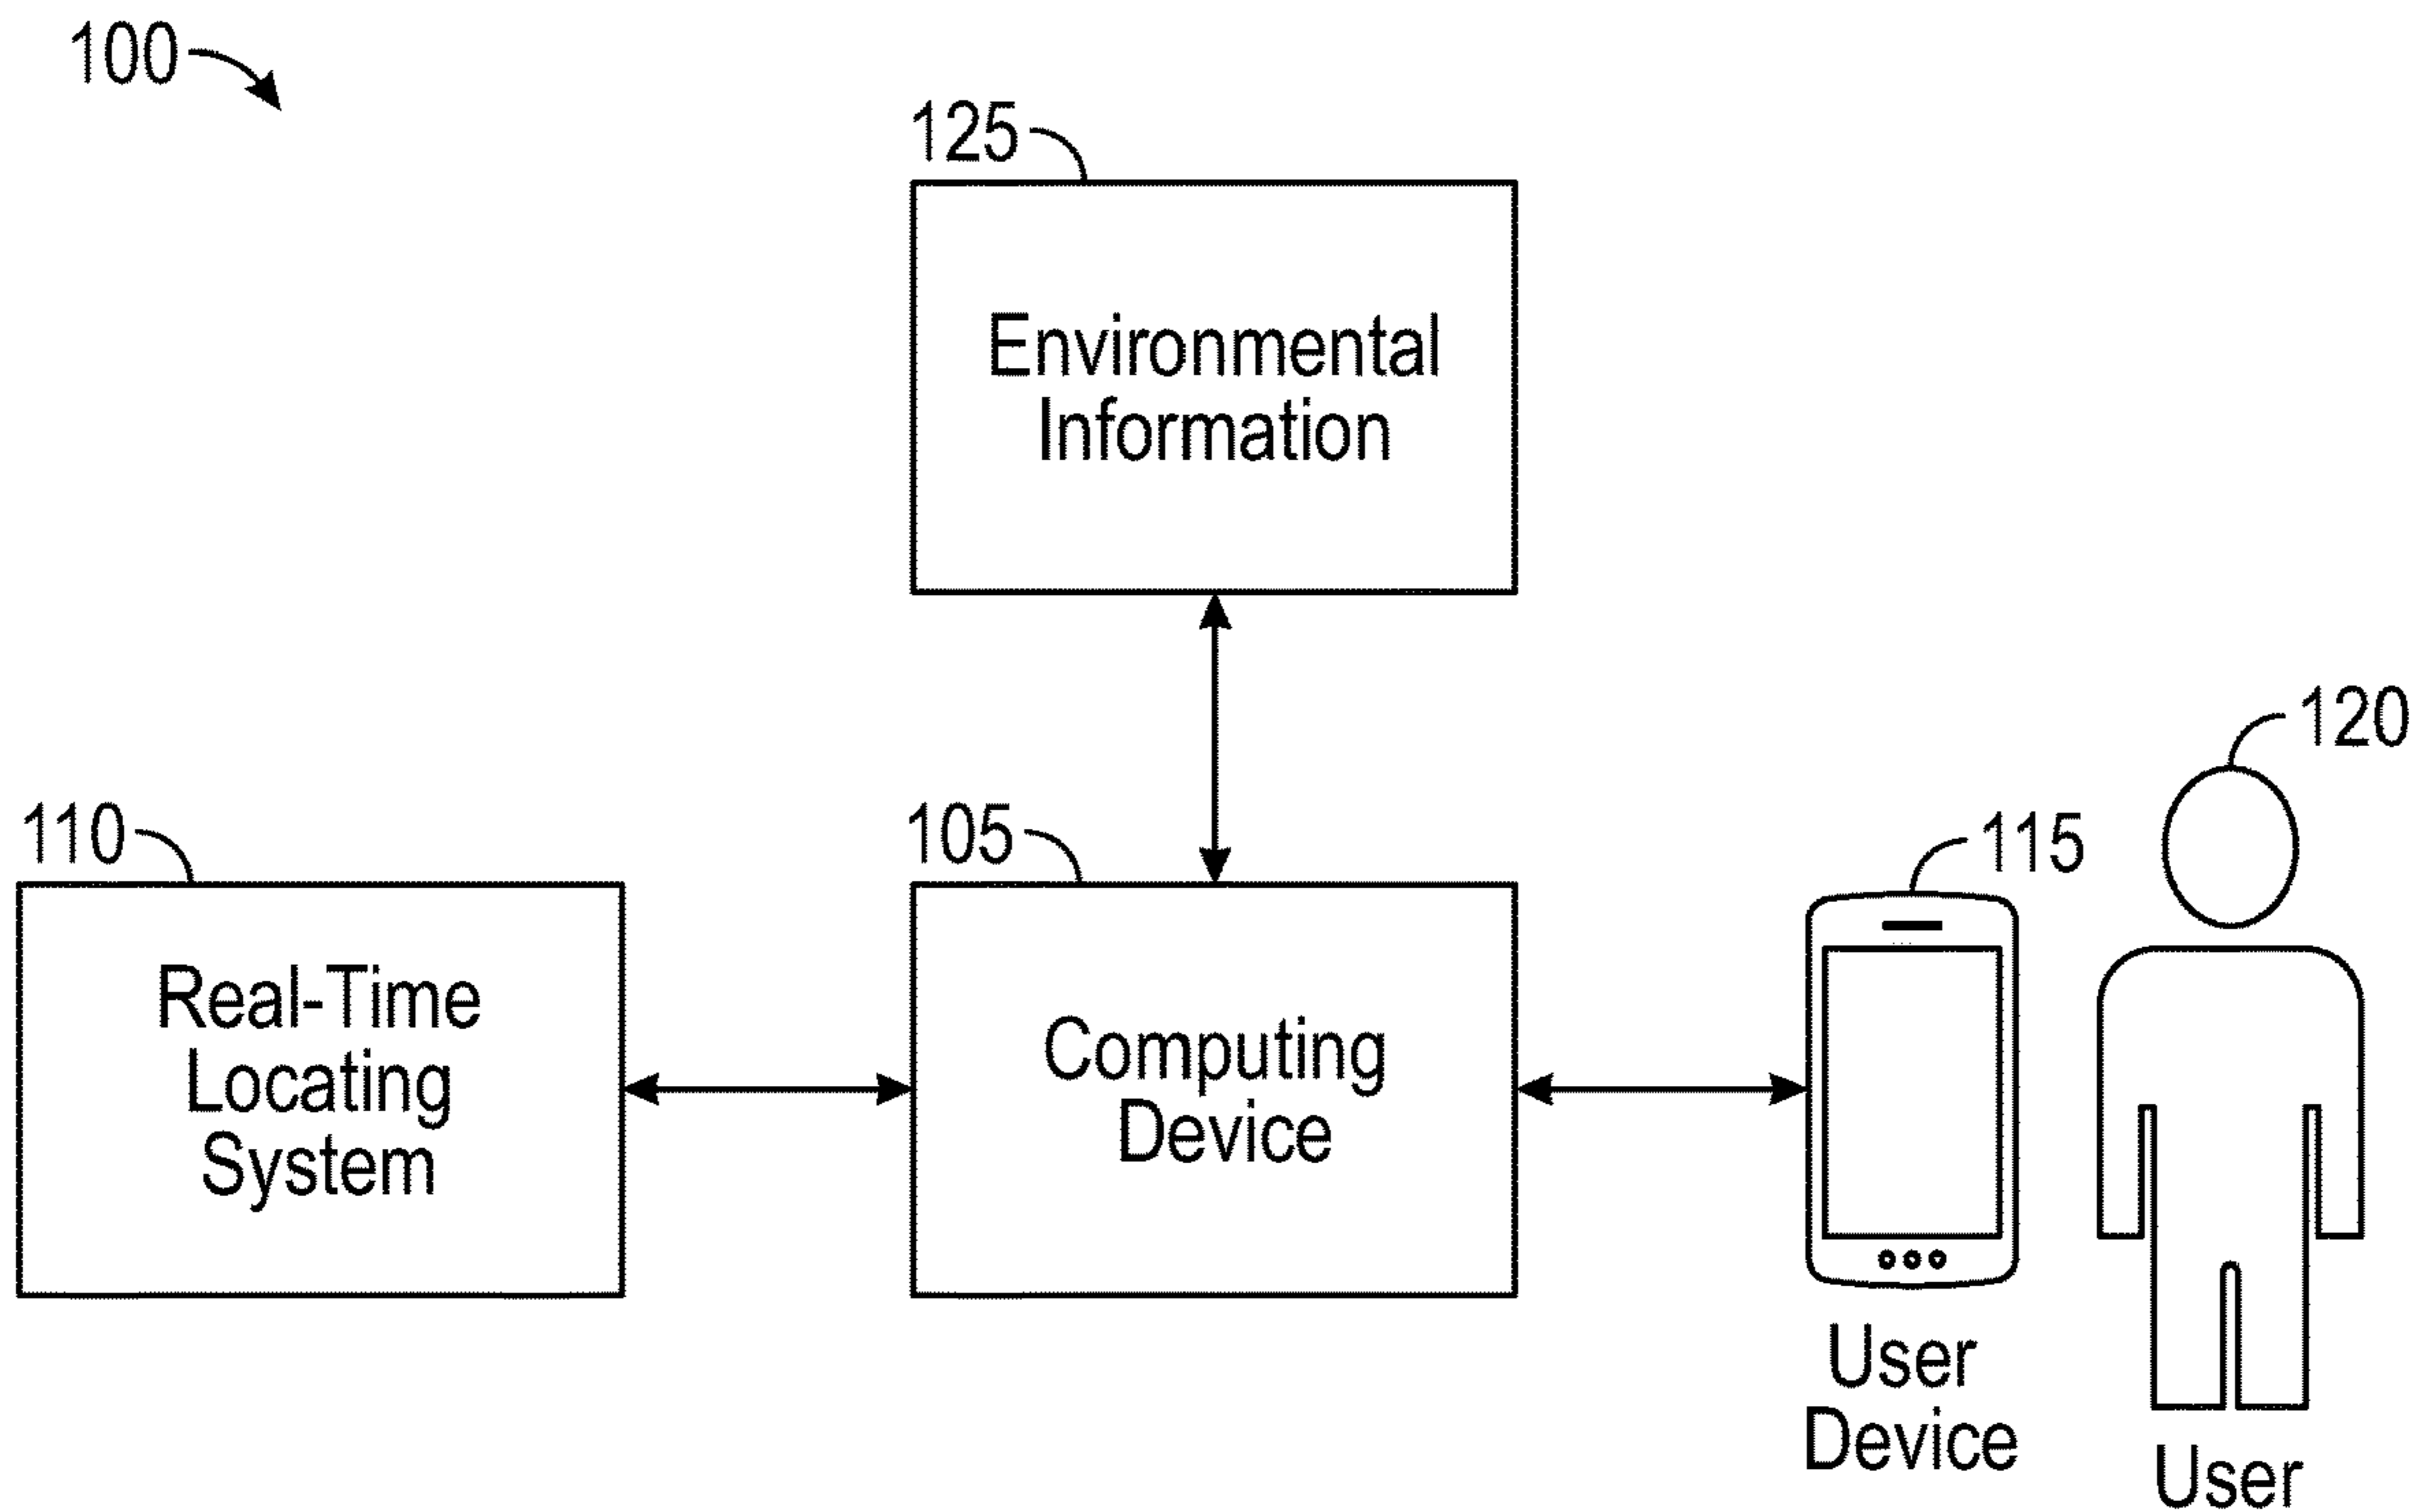 100
125
Environmental
Information
120
110
105
115
Real-Time
Locating
System
Computing
Device
User
Device
User